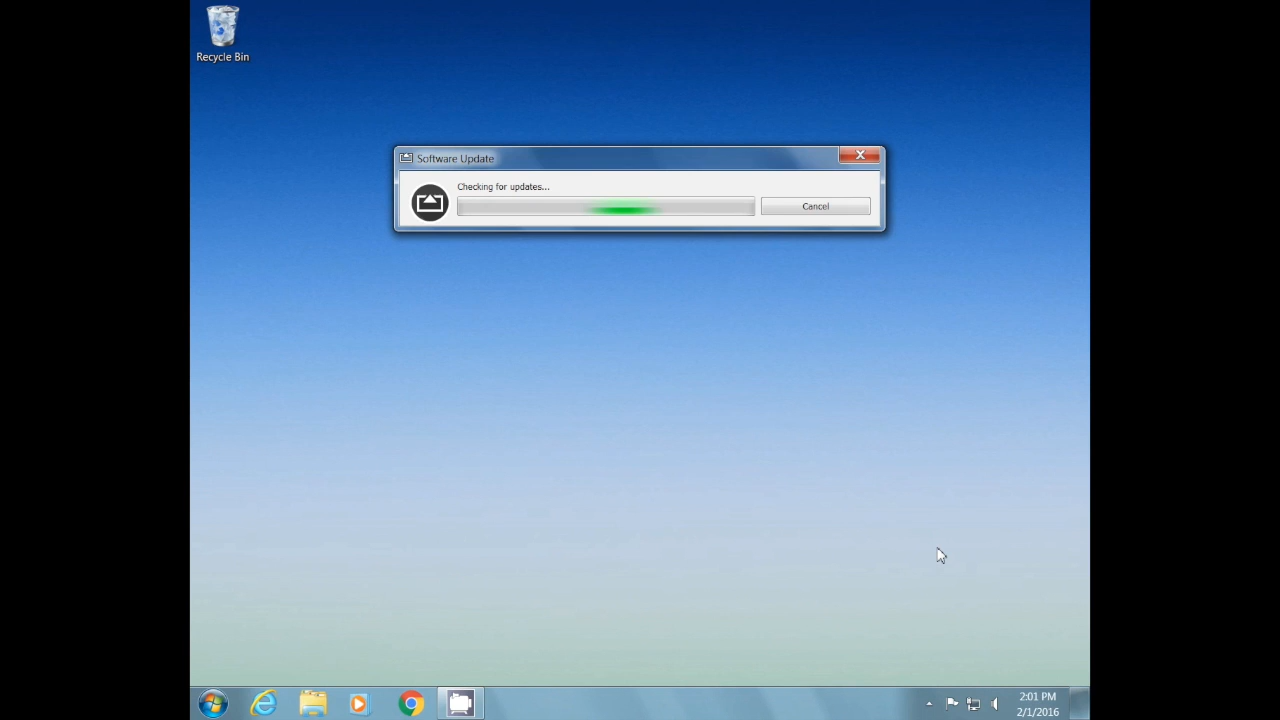 Recycle Bin
Software Update
Checking for updates...
Cancel
2:01 PM
2/1/2016